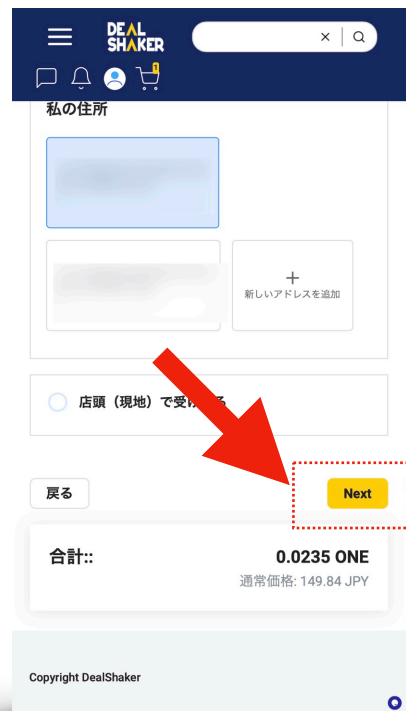 DEAL
SHAKER
1
私の住所
新しいアドレスを追加
店頭（現地）で受け
戻る
Next
合計::
0.0235 ONE
通常価格: 149.84 JPY
Copyright DealShaker